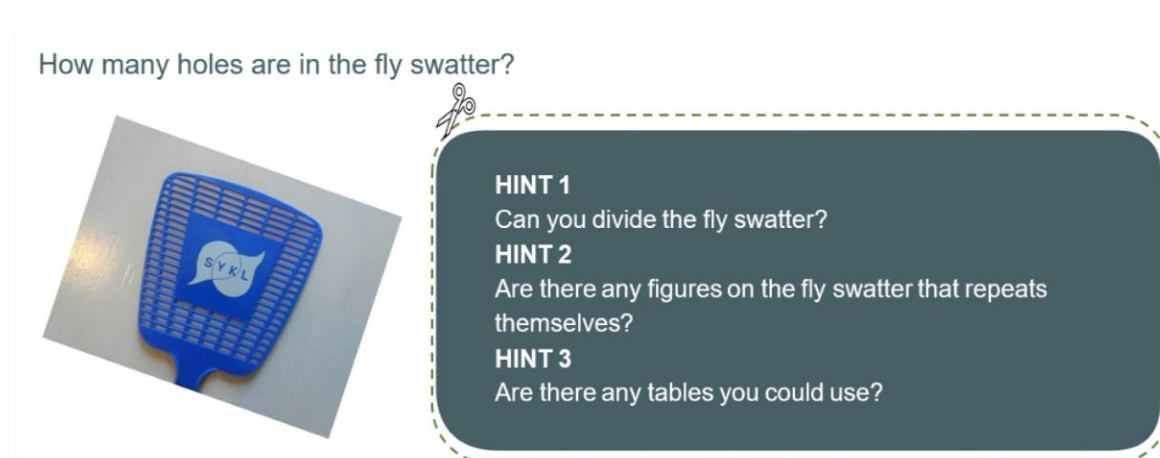 How many holes are in the fly swatter?
SYKL
HINT 1
Can you divide the fly swatter?
HINT 2
Are there any figures on the fly swatter that repeats
themselves?
HINT 3
Are there any tables you could use?